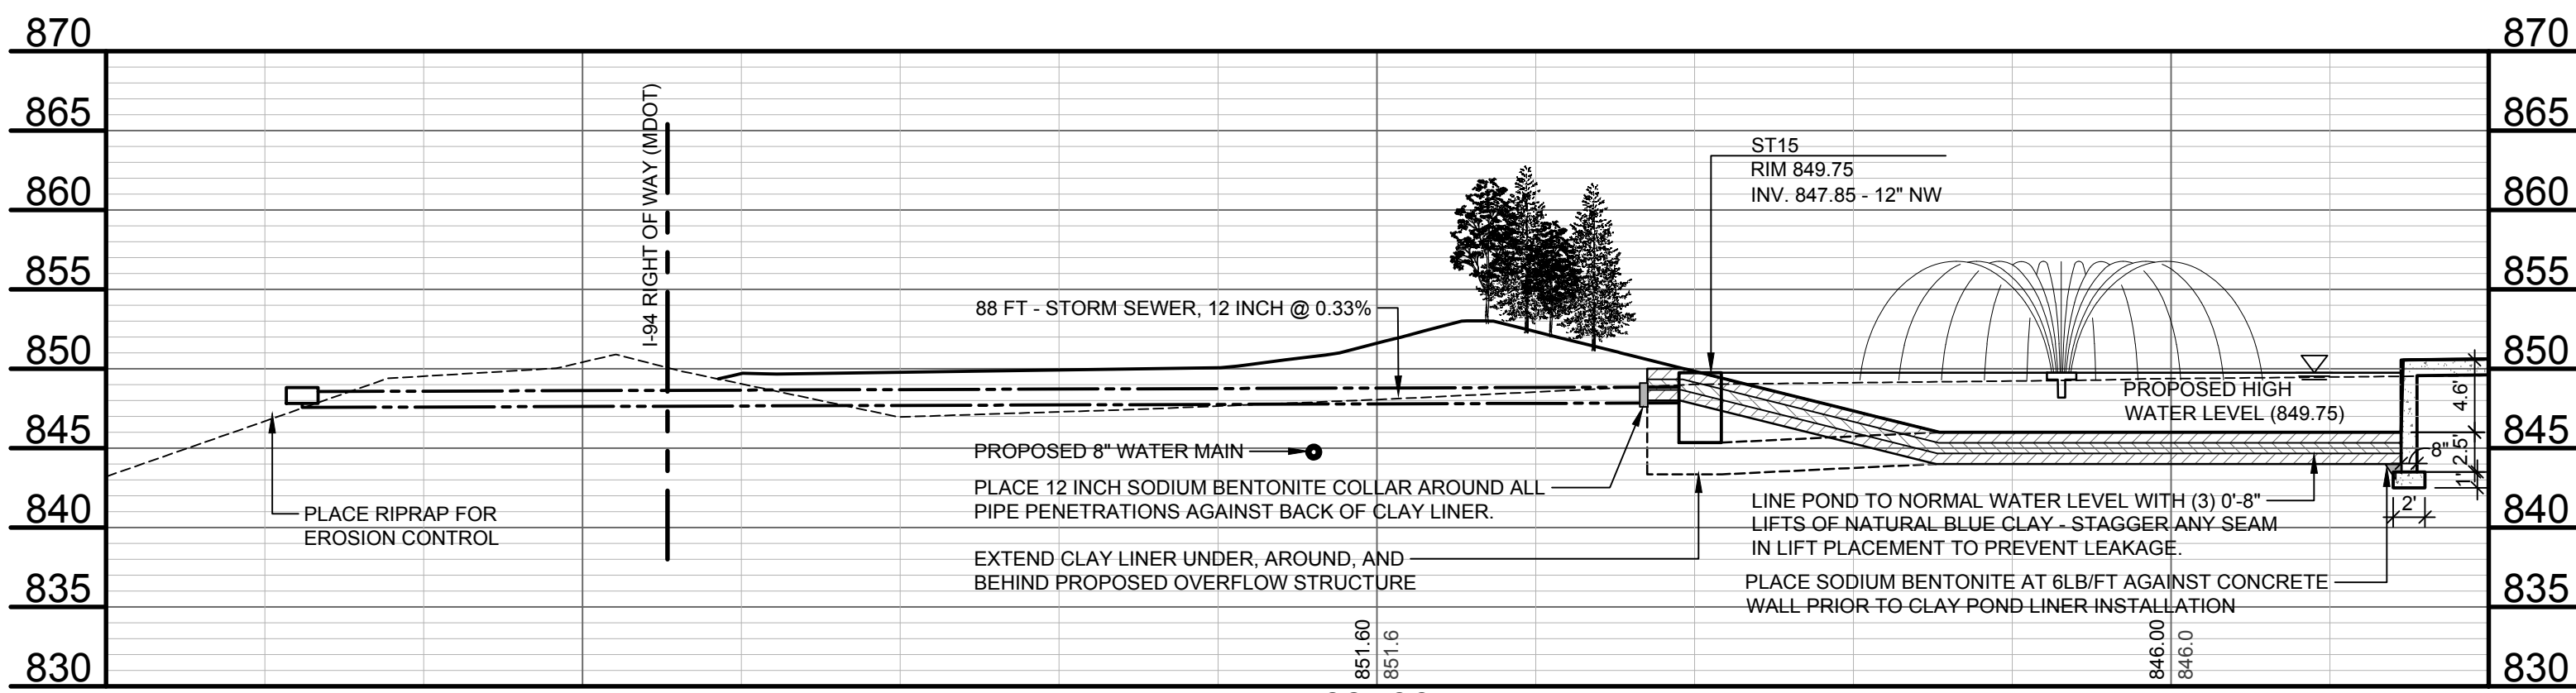 870
865
860
855
850
845
840
835
830
870
865
860
855
850
845
840
835
830
I-94 RIGHT OF WAY (MDOT)
ST15
RIM 849.75
INV. 847.85 - 12" NW
88 FT - STORM SEWER, 12 INCH @ 0.33%
PROPOSED HIGH
WATER LEVEL (849.75)
4.6'
8"
2.5'
1'
2'
PROPOSED 8" WATER MAIN
PLACE 12 INCH SODIUM BENTONITE COLLAR AROUND ALL
PIPE PENETRATIONS AGAINST BACK OF CLAY LINER.
PLACE RIPRAP FOR
EROSION CONTROL
LINE POND TO NORMAL WATER LEVEL WITH (3) 0'-8"
LIFTS OF NATURAL BLUE CLAY - STAGGER ANY SEAM
IN LIFT PLACEMENT TO PREVENT LEAKAGE.
EXTEND CLAY LINER UNDER, AROUND, AND
BEHIND PROPOSED OVERFLOW STRUCTURE
PLACE SODIUM BENTONITE AT 6LB/FT AGAINST CONCRETE
WALL PRIOR TO CLAY POND LINER INSTALLATION
851.60
851.6
846.00
846.0